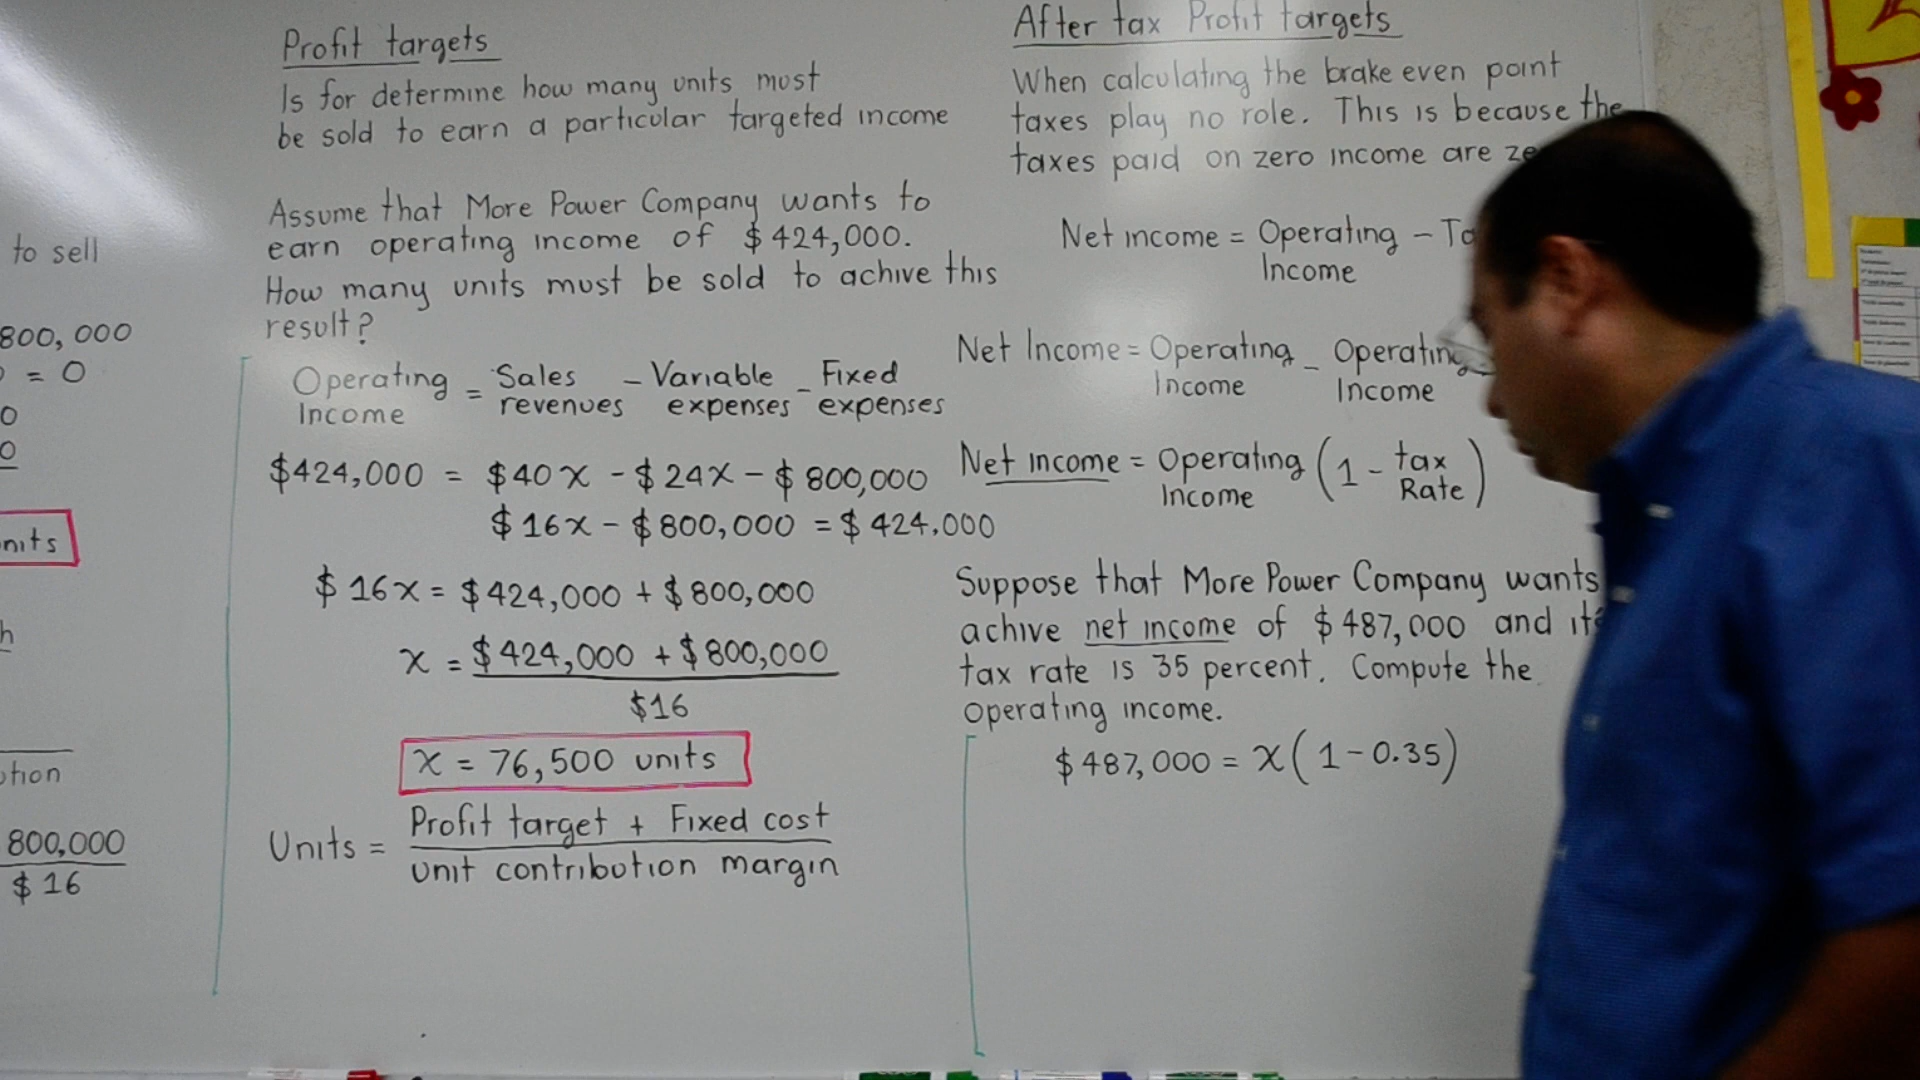 to sell
800,000
= 0
0
0
nits
h
tion
800,000
$ 16
Profit targets
Is for determine how many units must
be sold to earn a particular targeted income
Assume that More Power Company wants to
earn operating income of $424,000.
How many units must be sold to achive this
result?
Operating Income = Sales revenues – Variable expenses – Fixed expenses
$424,000 = $40x - $24x - $800,000
$16x - $800,000 = $424,000
$16x = $424,000 + $800,000
x = $424,000 + $800,000
$16
x = 76,500 units
Units = Profit target + Fixed cost
unit contribution margin
After tax Profit targets
When calculating the brake even point
taxes play no role. This is because the
taxes paid on zero income are
Net income = Operating Income –
Net Income = Operating Income – Operating Income
Net income = Operating Income (1 - tax Rate)
Suppose that More Power Company wants
achive net income of $487,000 and its
tax rate is 35 percent. Compute the
operating income.
$487,000 = x(1-0.35)